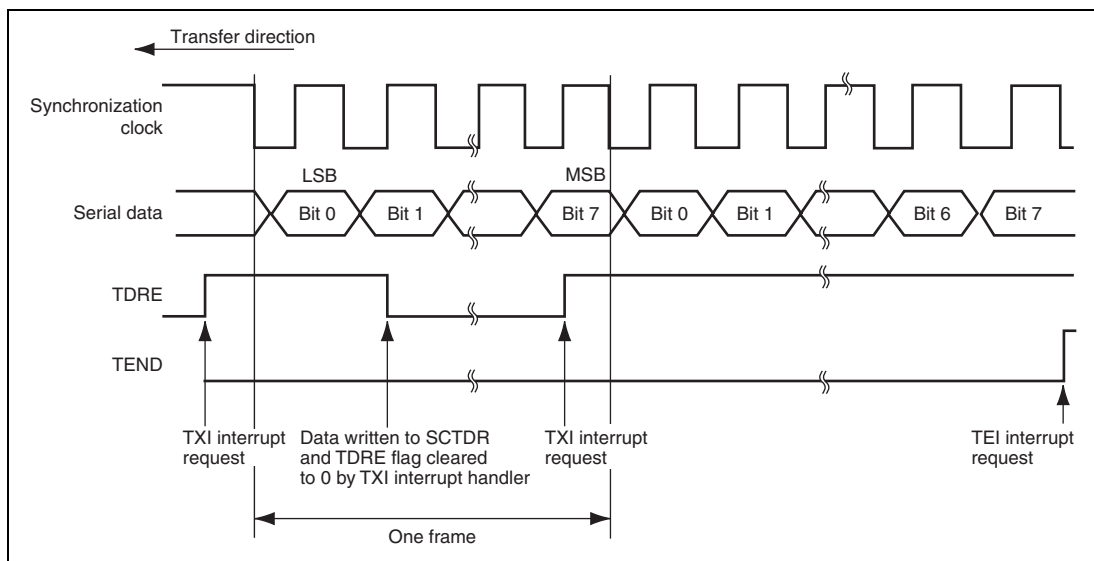 Transfer direction
Synchronization
clock
LSB
MSB
Serial data
Bit 0
Bit 1
Bit 7
Bit 0
Bit 1
Bit 6
Bit 7
TDRE
TEND
TXI interrupt
request
Data written to SCTDR
and TDRE flag cleared
to 0 by TXI interrupt handler
TXI interrupt
request
TEI interrupt
request
One frame